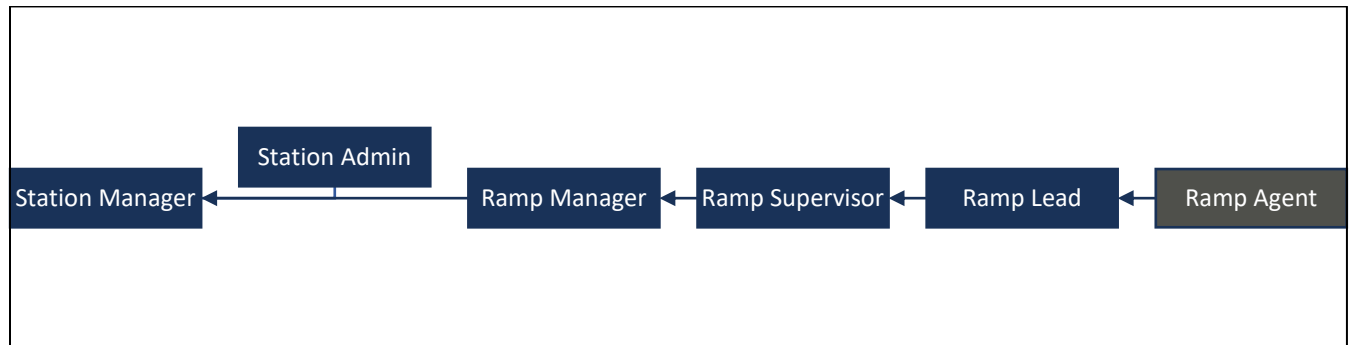 Station Admin
Station Manager
Ramp Manager
Ramp Supervisor
Ramp Lead
Ramp Agent